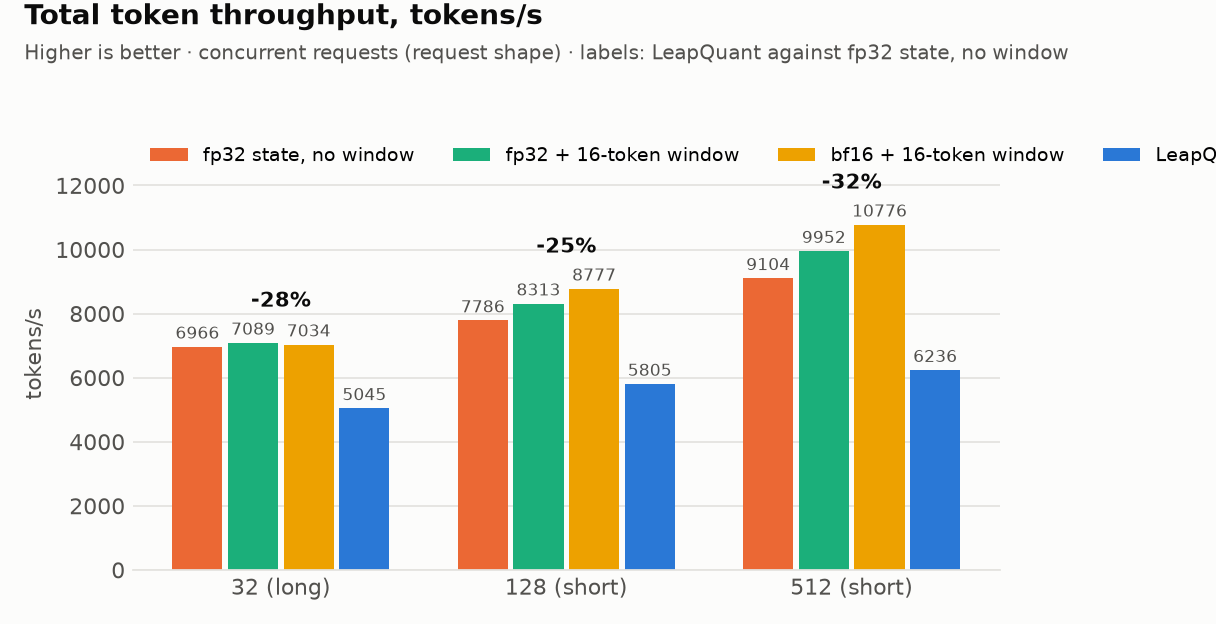 Total token throughput, tokens/s
Higher is better · concurrent requests (request shape) · labels: LeapQuant against fp32 state, no window
fp32 state, no window fp32 + 16-token window bf16 + 16-token window LeapQ
12000
10000
8000
6000
4000
2000
0
tokens/s
-28%
6966 7089 7034 5045
-25%
7786 8313 8777 5805
-32%
9104 9952 10776 6236
32 (long) 128 (short) 512 (short)